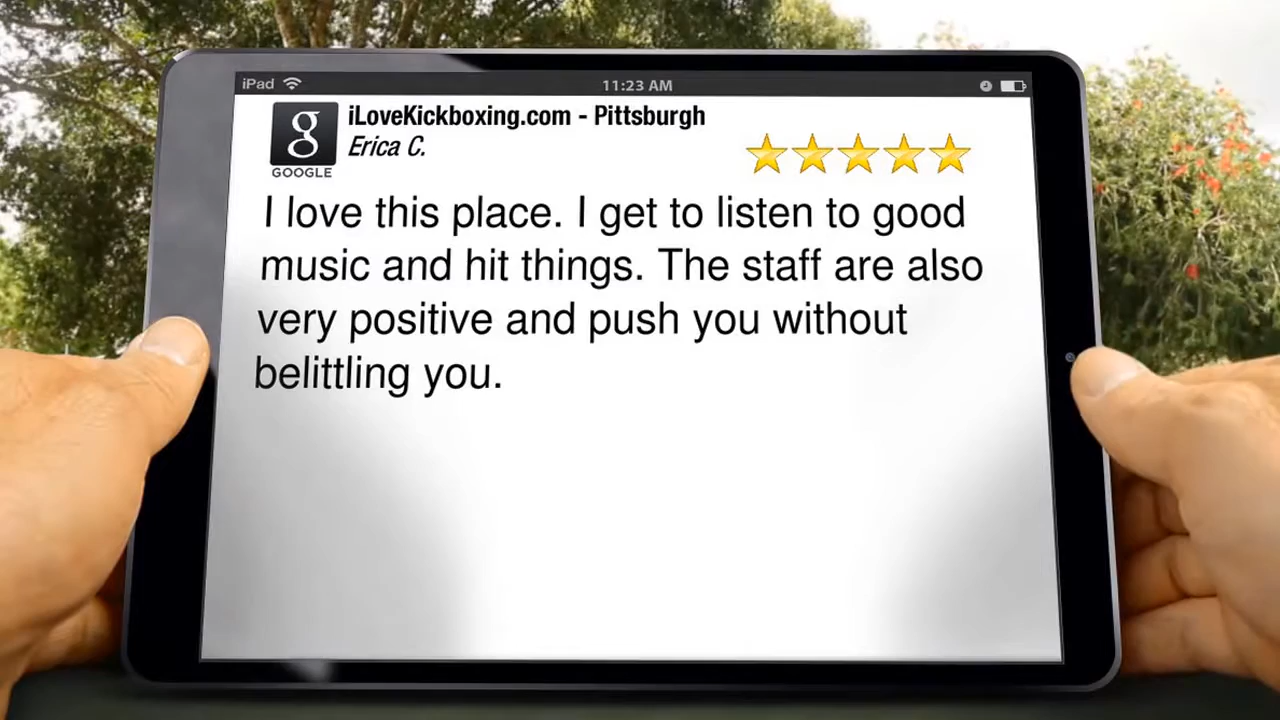 iPad 11:23 AM
iLoveKickboxing.com - Pittsburgh
Erica C.
g
GOOGLE
I love this place. I get to listen to good
music and hit things. The staff are also
very positive and push you without
belittling you.